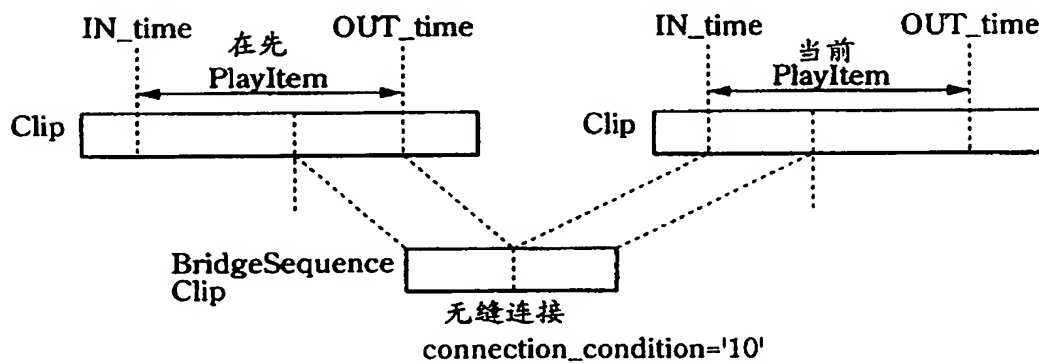 IN_time
OUT_time
在先
PlayItem
Clip
IN_time
OUT_time
当前
PlayItem
Clip
BridgeSequence
Clip
无缝连接
connection_condition='10'